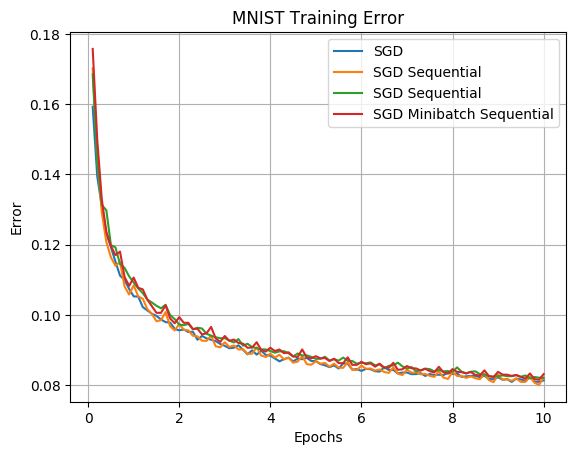 MNIST Training Error
0.18
0.16
0.14
0.12
0.10
0.08
Error
SGD
SGD Sequential
SGD Sequential
SGD Minibatch Sequential
0 2 4 6 8 10
Epochs